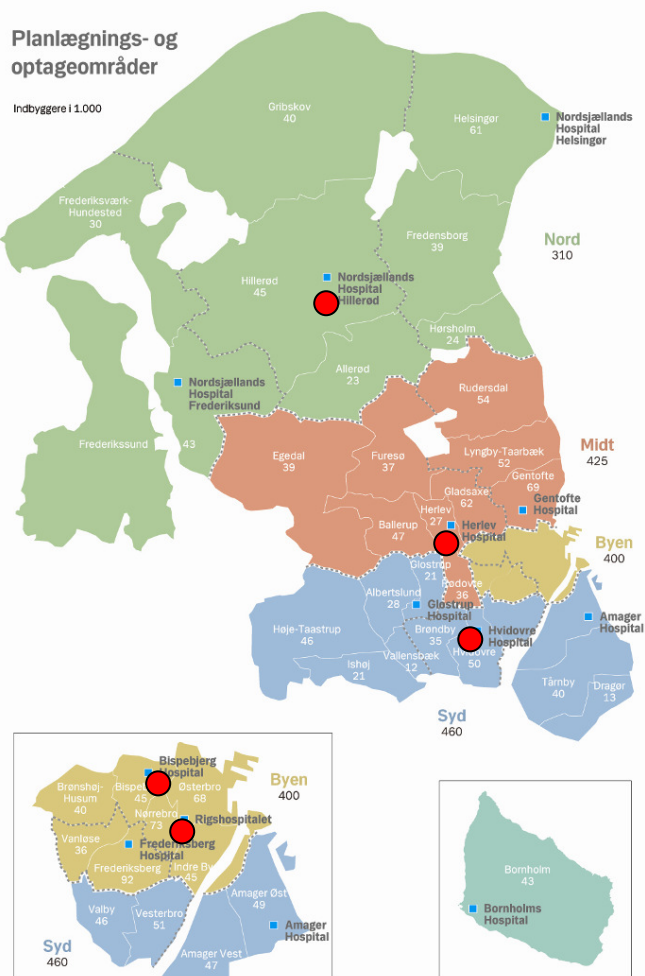 Planlægnings- og
optageområder
Indbyggere i 1.000
Gribskov
40
Helsingør
61
Nordsjællands
Hospital
Helsingør
Frederiksværk-
Hundested
30
Fredensborg
39
Nord
310
Hillerød
45
Nordsjællands
Hospital
Hillerød
Hørsholm
24
Allerød
23
Nordsjællands
Hospital
Frederiksund
Frederikssund
43
Rudersdal
54
Midt
425
Egedal
39
Furesø
37
Lyngby-Taarbæk
52
Gentofte
69
Gladsaxe
62
Gentofte
Hospital
Herlev
27
Herlev
Hospital
Ballerup
47
Byen
400
Glostrup
21
Albertslund
28
36
Glostrup
Hospital
Amager
Hospital
Høje-Taastrup
46
Brøndby
35
Hvidovre
Hospital
Hvidovre
50
Vallensbæk
12
Ishøj
21
Tårnby
40
Dragør
13
Syd
460
Bispebjerg
Hospital
Byen
400
Brønshøj-
Husum
40
45
Østerbro
68
Nørrebro
73
Rigshospitalet
Vanløse
36
Frederiksberg
Hospital
Frederiksberg
92
Indre By
45
Valby
46
Vesterbro
51
Amager Øst
49
Amager
Hospital
Syd
460
Amager Vest
47
Bornholm
43
Bornholms
Hospital